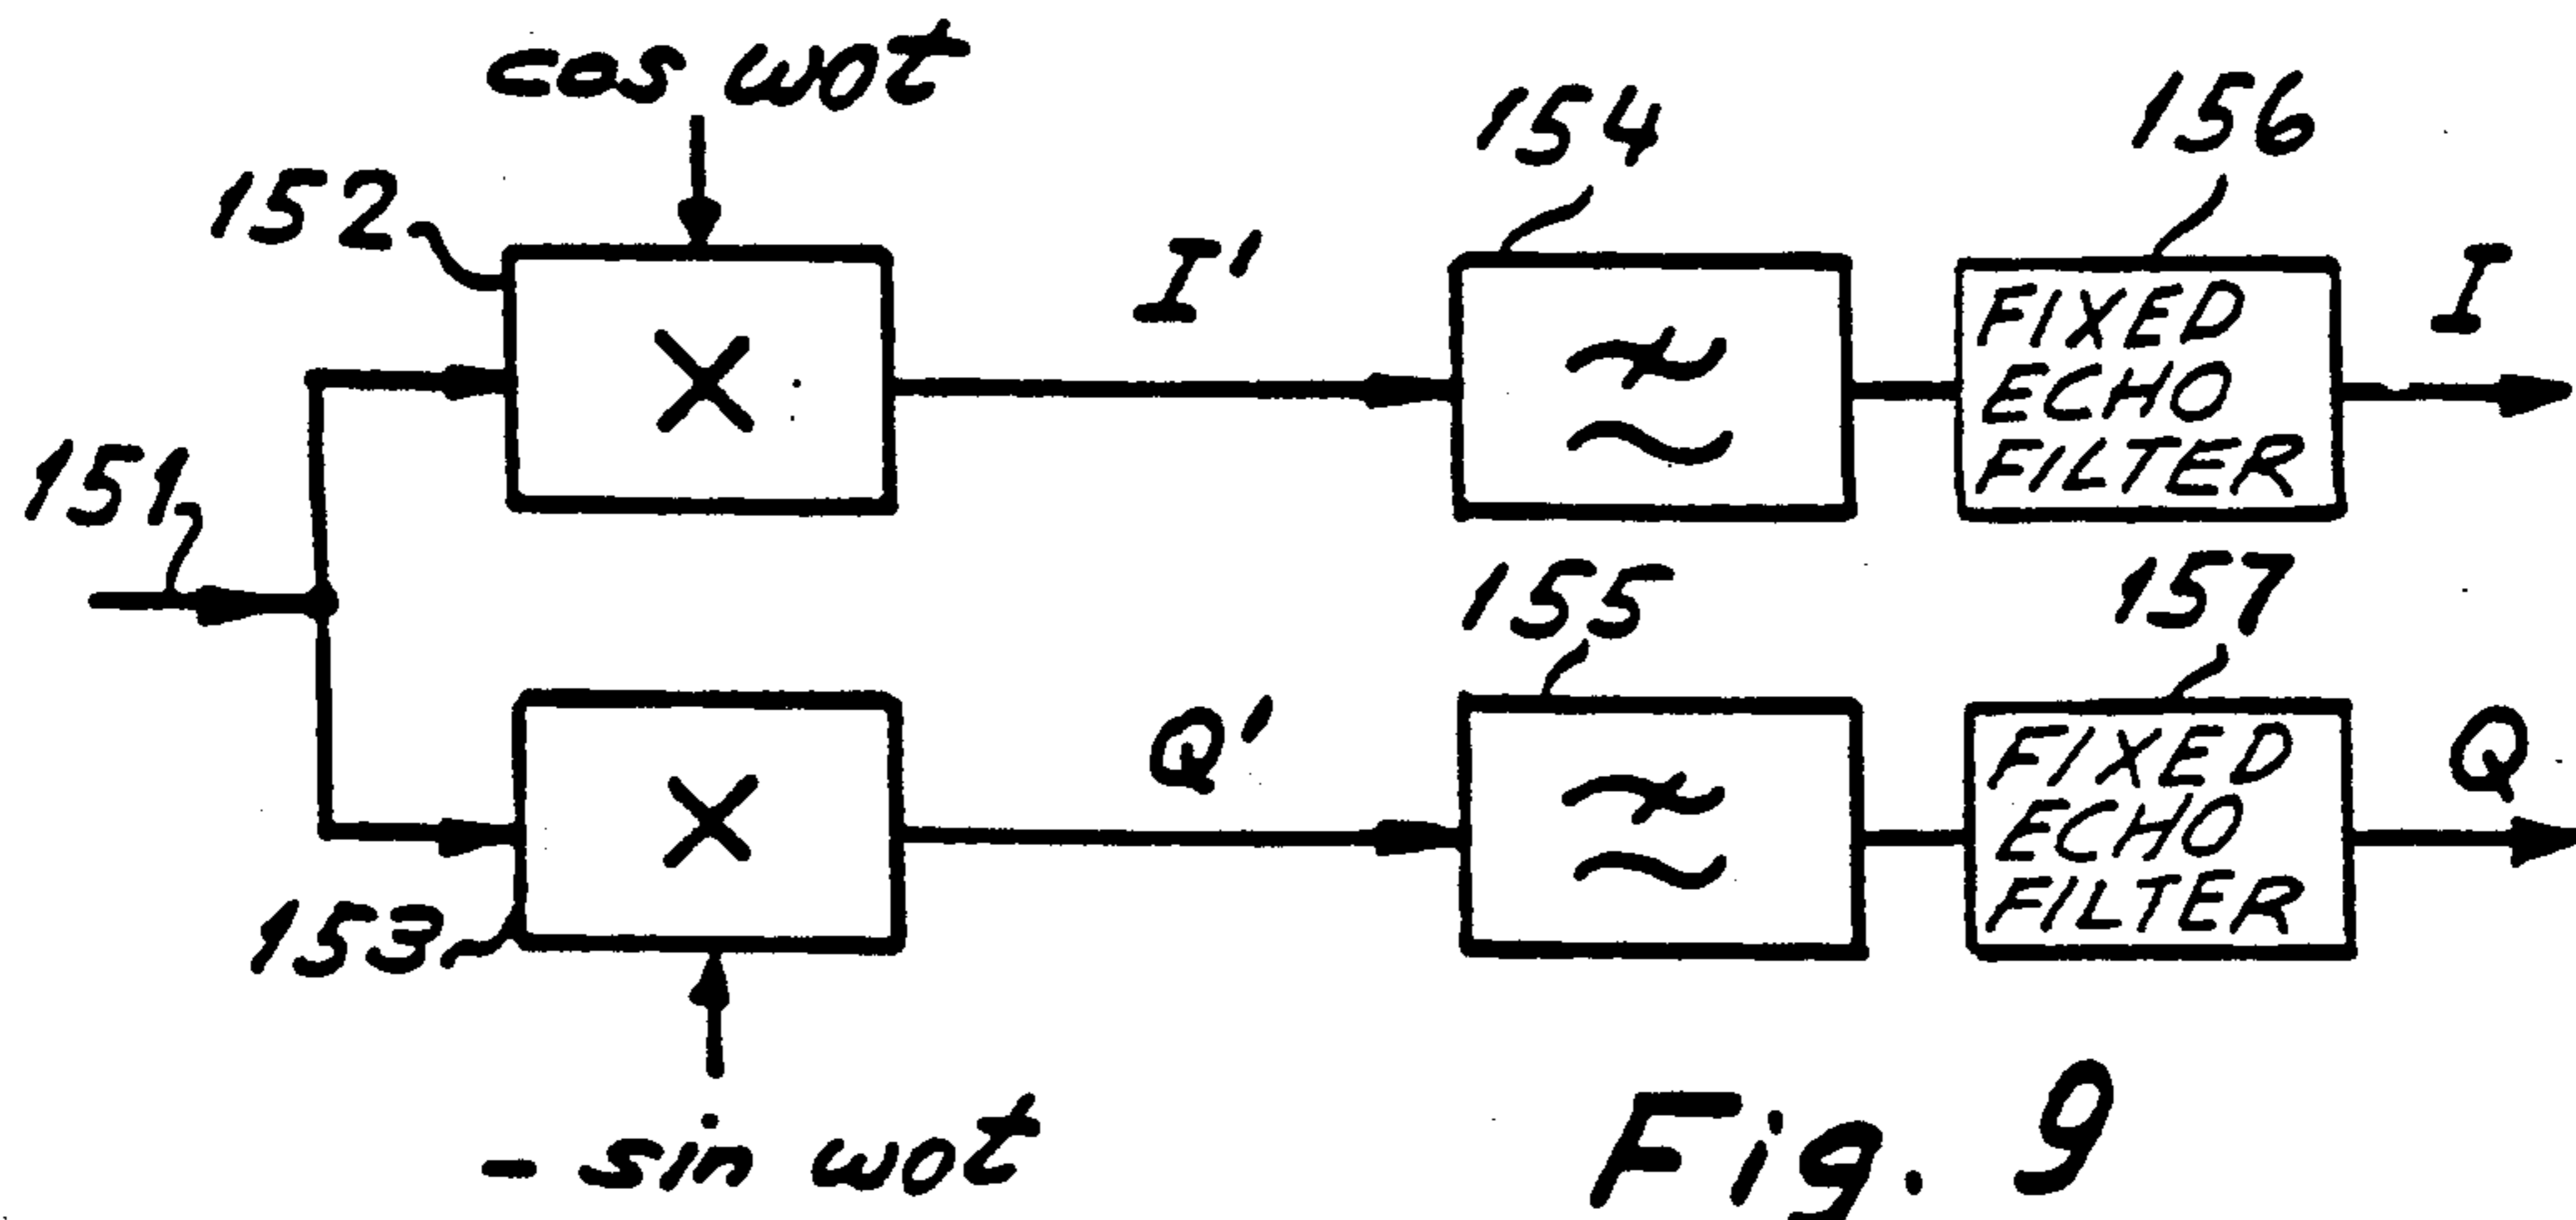 cos wot
152
154
156
I'
I
×
FIXED
ECHO
FILTER
151
155
157
Q'
Q
×
FIXED
ECHO
FILTER
153
- sin wot
Fig. 9